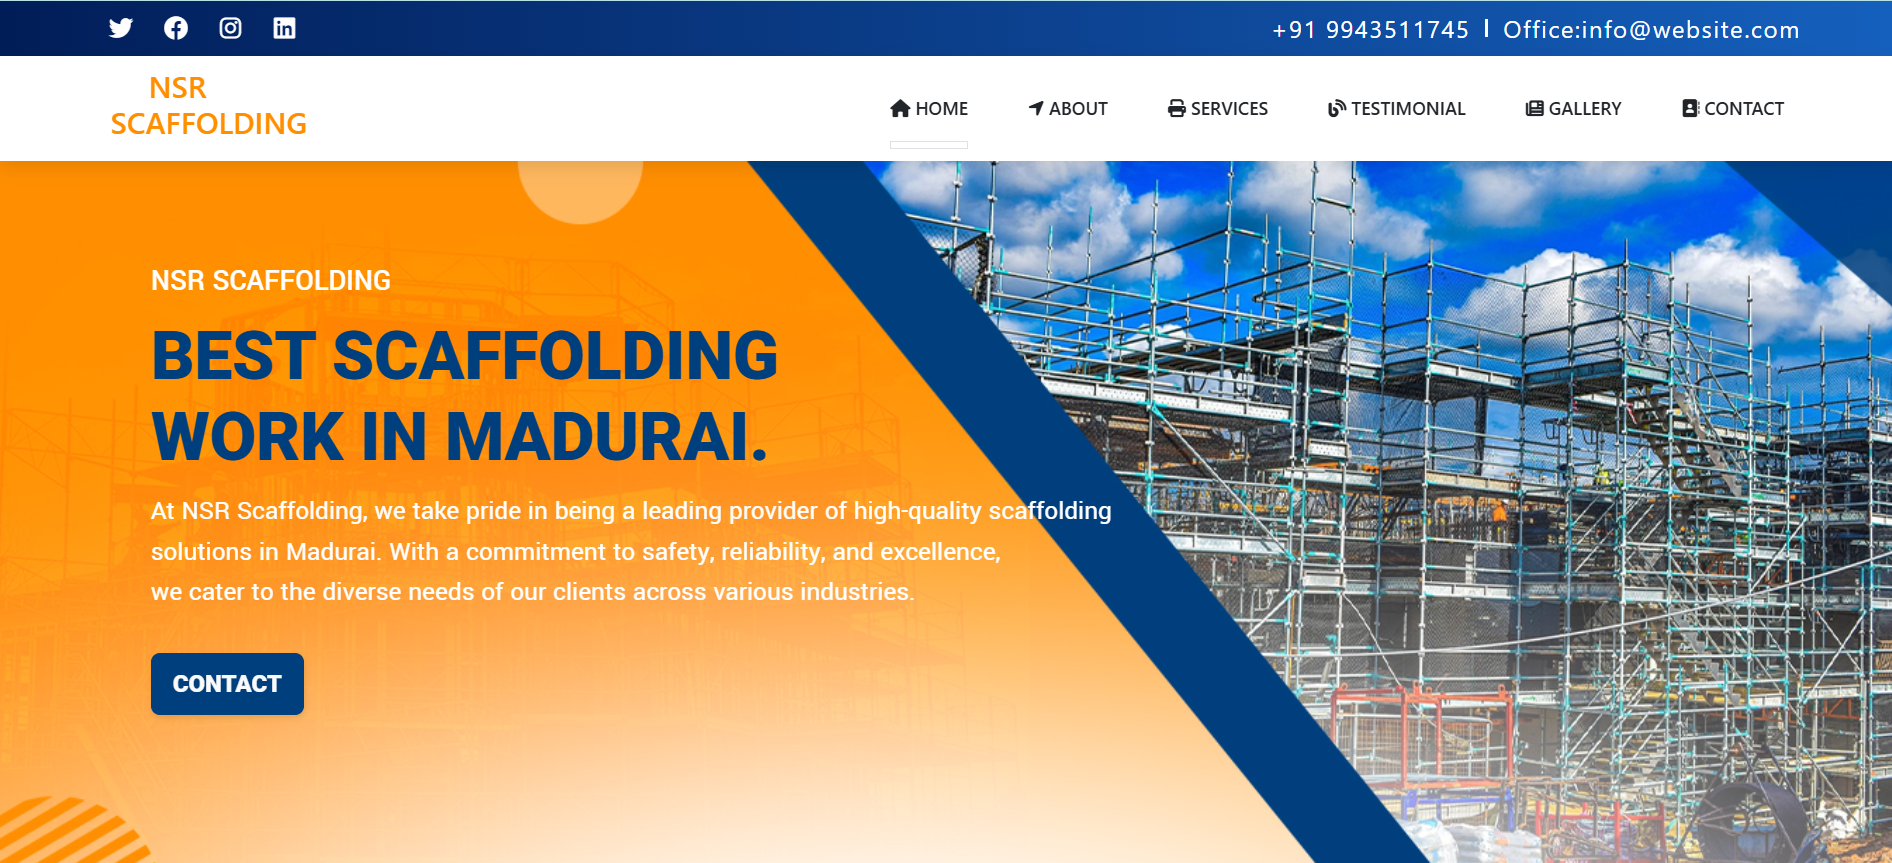 +91 9943511745 | Office:info@website.com
NSR
SCAFFOLDING
HOME ABOUT SERVICES TESTIMONIAL GALLERY CONTACT
NSR SCAFFOLDING
BEST SCAFFOLDING
WORK IN MADURAI.
At NSR Scaffolding, we take pride in being a leading provider of high-quality scaffolding
solutions in Madurai. With a commitment to safety, reliability, and excellence,
we cater to the diverse needs of our clients across various industries.
CONTACT